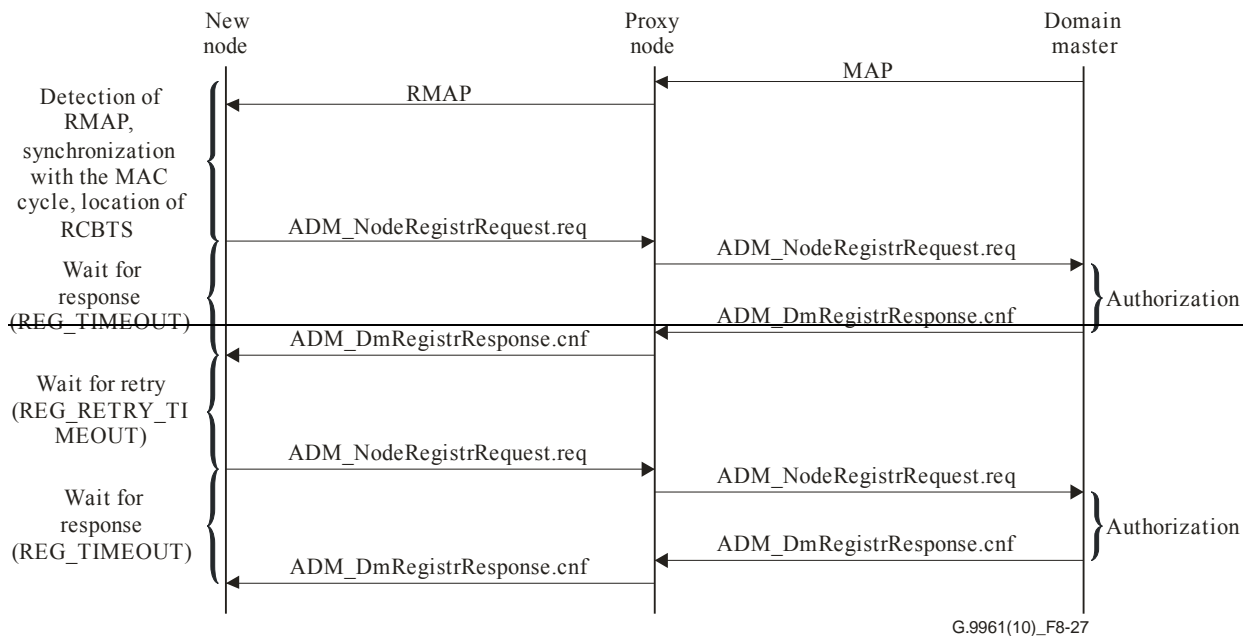 New
node
Proxy
node
Domain
master
MAP
RMAP
Detection of
RMAP,
synchronization
with the MAC
cycle, location of
RCBTS
ADM_NodeRegistrRequest.req
ADM_NodeRegistrRequest.req
Wait for
response
(REG_TIMEOUT)
Authorization
ADM_DmRegistrResponse.cnf
ADM_DmRegistrResponse.cnf
Wait for retry
(REG_RETRY_TI
MEOUT)
ADM_NodeRegistrRequest.req
ADM_NodeRegistrRequest.req
Wait for
response
(REG_TIMEOUT)
Authorization
ADM_DmRegistrResponse.cnf
ADM_DmRegistrResponse.cnf
G.9961(10)_F8-27